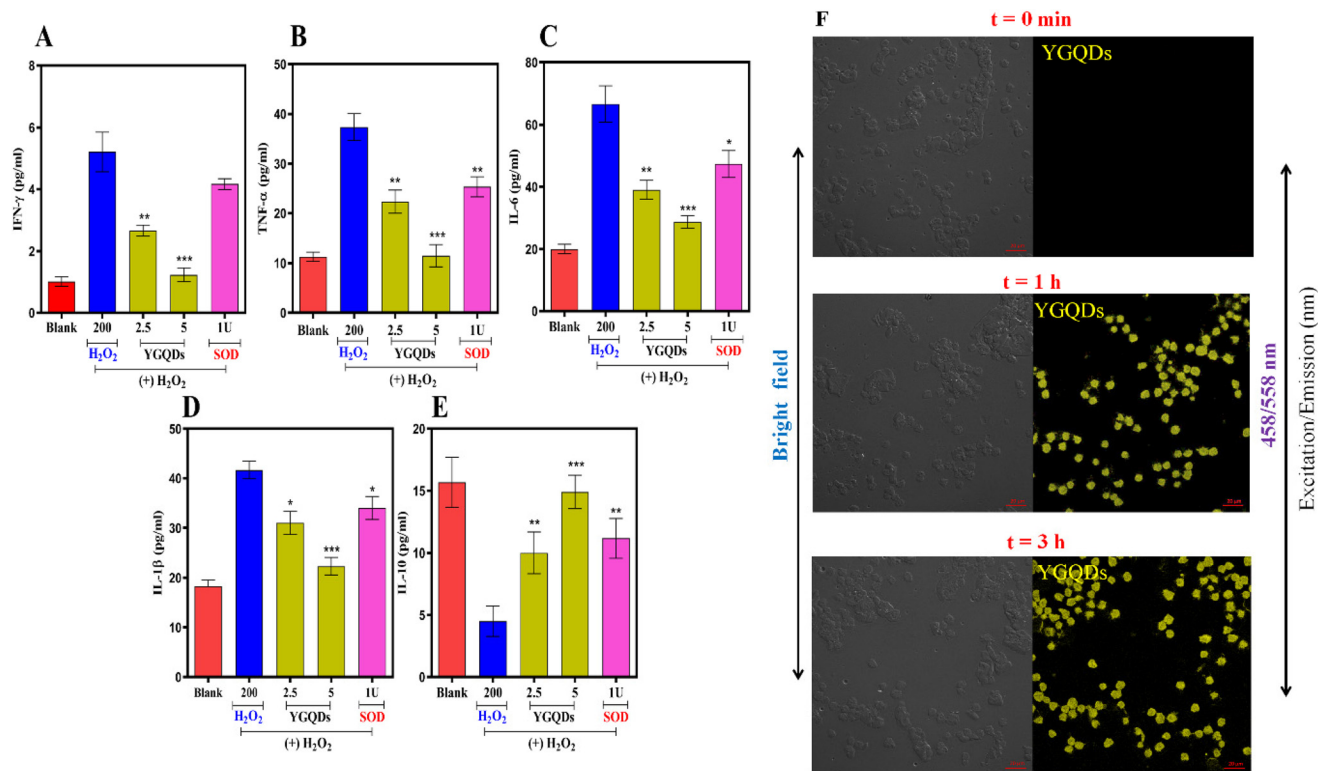 A
IFN-γ (pg/ml)
8
6
4
2
0
**
***
Blank 200 2.5 5 1U
H₂O₂ YGQDs SOD
(+) H₂O₂
B
TNF-α (pg/ml)
50
40
30
20
10
0
**
***
**
Blank 200 2.5 5 1U
H₂O₂ YGQDs SOD
(+) H₂O₂
C
IL-6 (pg/ml)
80
60
40
20
0
**
***
*
Blank 200 2.5 5 1U
H₂O₂ YGQDs SOD
(+) H₂O₂
D
IL-1β (pg/ml)
50
40
30
20
10
0
*
***
*
Blank 200 2.5 5 1U
H₂O₂ YGQDs SOD
(+) H₂O₂
E
IL-10 (pg/ml)
20
15
10
5
0
**
***
**
Blank 200 2.5 5 1U
H₂O₂ YGQDs SOD
(+) H₂O₂
F
t = 0 min
YGQDs
t = 1 h
YGQDs
t = 3 h
YGQDs
Bright field
458/558 nm
Excitation/Emission (nm)